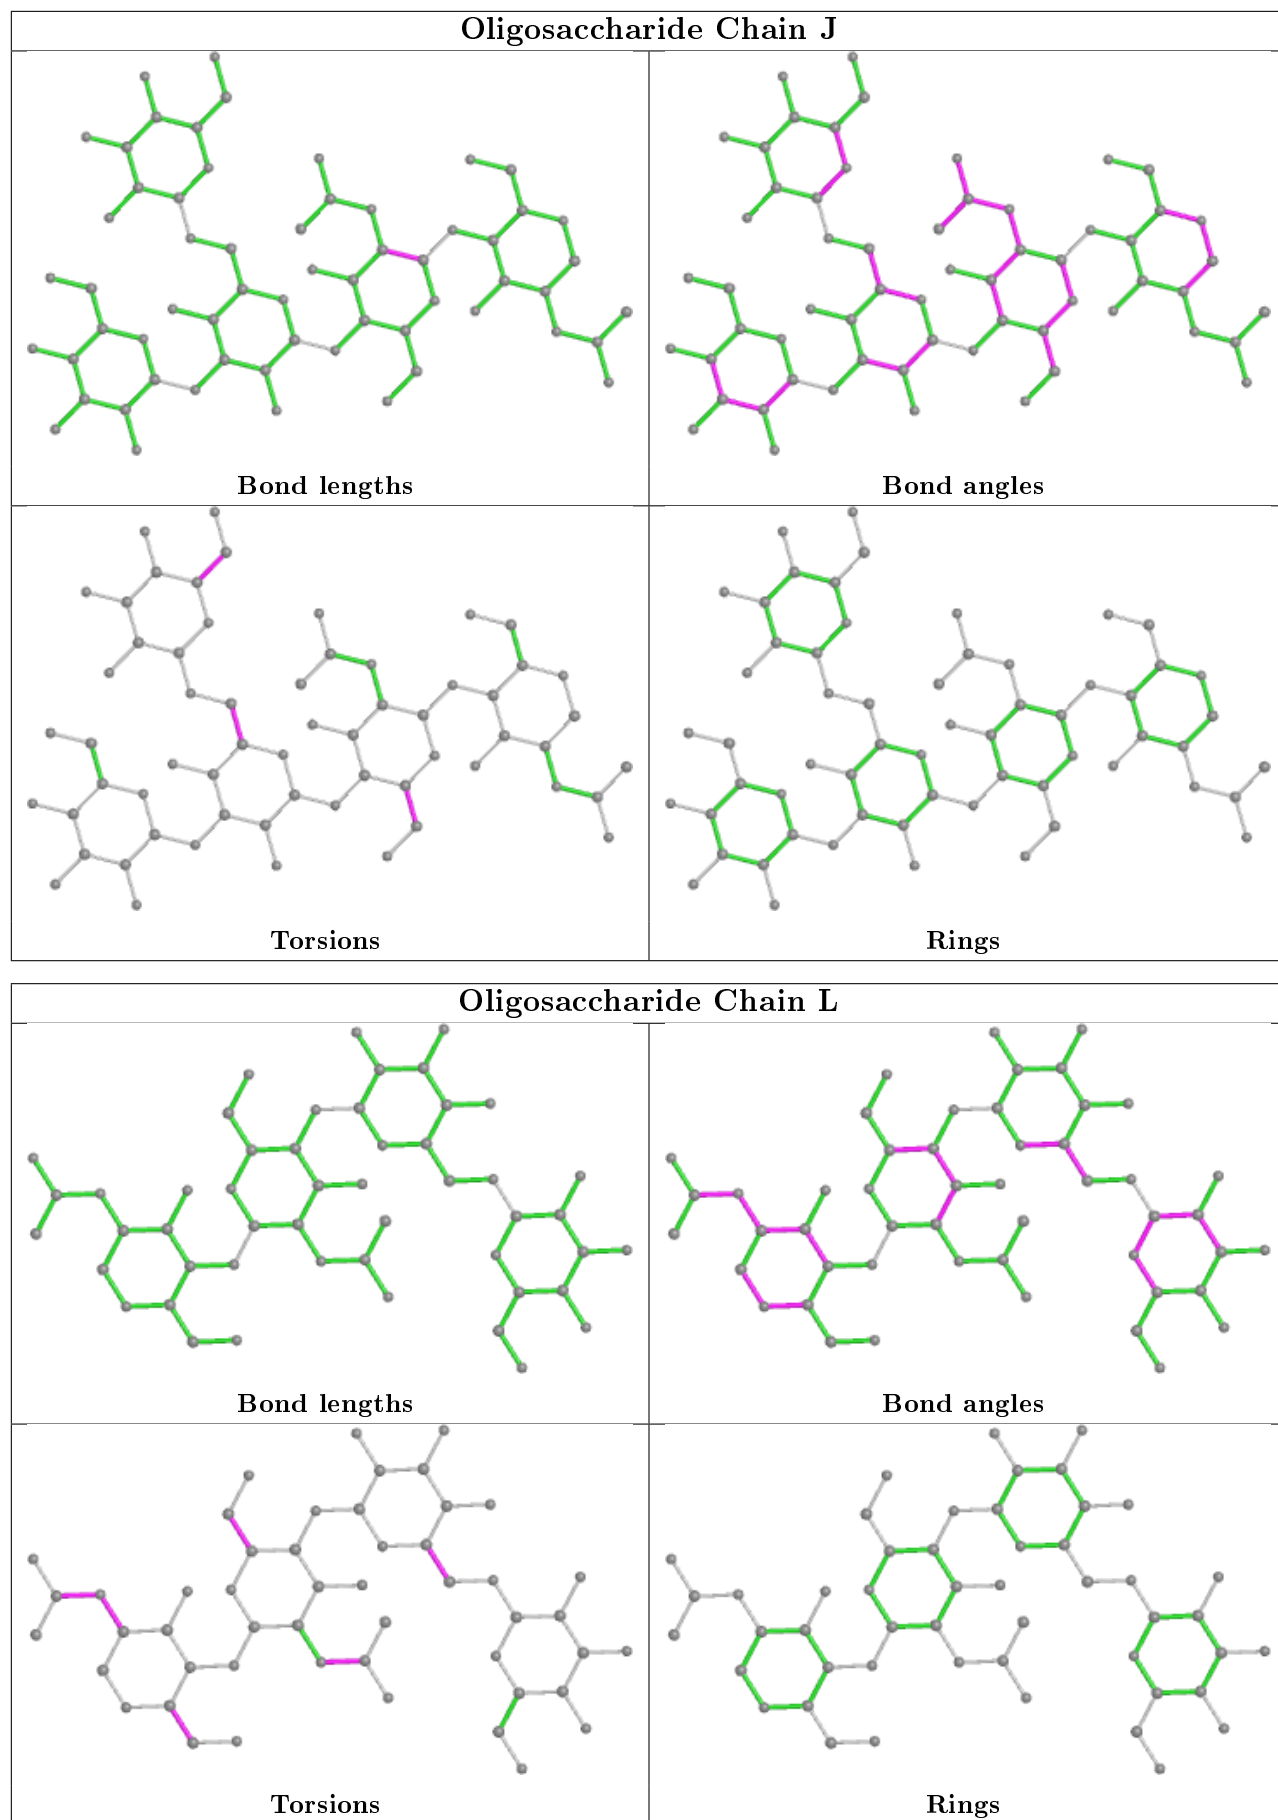 Oligosaccharide Chain J
Bond lengths
Bond angles
Torsions
Rings
Oligosaccharide Chain L
Bond lengths
Bond angles
Torsions
Rings